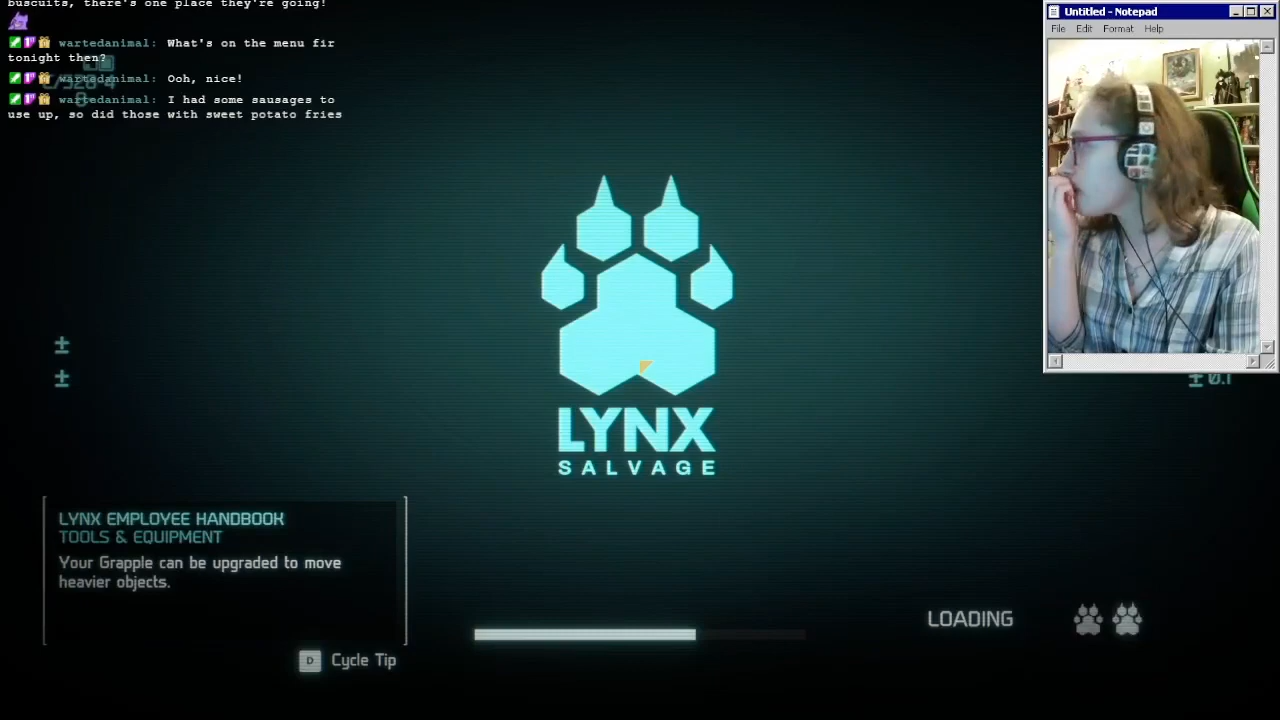 buscuits, there's one place they're going!
wartedanimal: What's on the menu fir
tonight then?
wartedanimal: Ooh, nice!
wartedanimal: I had some sausages to
use up, so did those with sweet potato fries
Untitled - Notepad
File Edit Format Help
±
±
± 0.1
LYNX
SALVAGE
LYNX EMPLOYEE HANDBOOK
TOOLS & EQUIPMENT
Your Grapple can be upgraded to move
heavier objects.
D Cycle Tip
LOADING